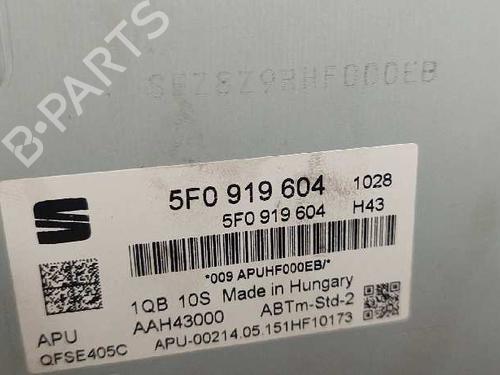 SEZ8Z9RHF000EB
B-PARTS
5F0 919 604 1028
5F0 919 604 H43
*009 APUHF000EB/*
1QB 10S Made in Hungary
APU AAH43000 ABTm-Std-2
QFSE405C APU-00214.05.151HF10173